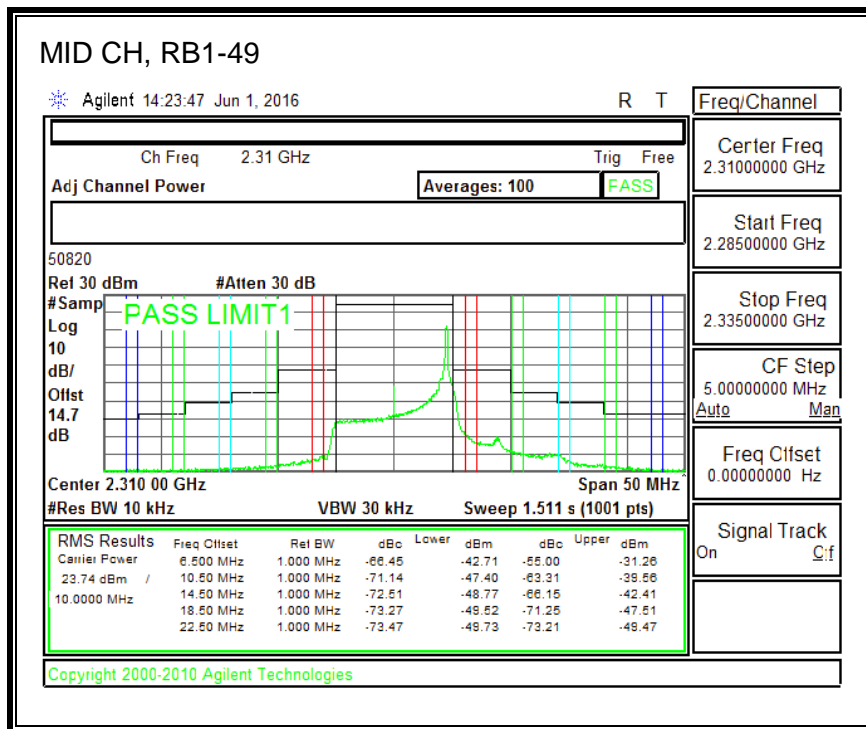 MID CH, RB1-49
Agilent 14:23:47 Jun 1, 2016 R T
Freq/Channel
Ch Freq 2.31 GHz Trig Free
Adj Channel Power Averages: 100 PASS
Center Freq
2.31000000 GHz
Start Freq
2.28500000 GHz
Stop Freq
2.33500000 GHz
CF Step
5.00000000 MHz
Auto Man
Freq Offset
0.00000000 Hz
Signal Track
On Off
50820
Ref 30 dBm #Atten 30 dB
#Samp
Log
10
dB/
Offst
14.7
dB
PASS LIMIT1
Center 2.310 00 GHz Span 50 MHz
#Res BW 10 kHz VBW 30 kHz Sweep 1.511 s (1001 pts)
RMS Results Freq Offset Ref BW dBc Lower dBm dBc Upper dBm
Carrier Power 6.500 MHz 1.000 MHz -66.45 -42.71 -55.00 -31.26
23.74 dBm / 10.50 MHz 1.000 MHz -71.14 -47.40 -63.31 -39.56
10.0000 MHz 14.50 MHz 1.000 MHz -72.51 -48.77 -66.15 -42.41
18.50 MHz 1.000 MHz -73.27 -49.52 -71.25 -47.51
22.50 MHz 1.000 MHz -73.47 -49.73 -73.21 -49.47
Copyright 2000-2010 Agilent Technologies